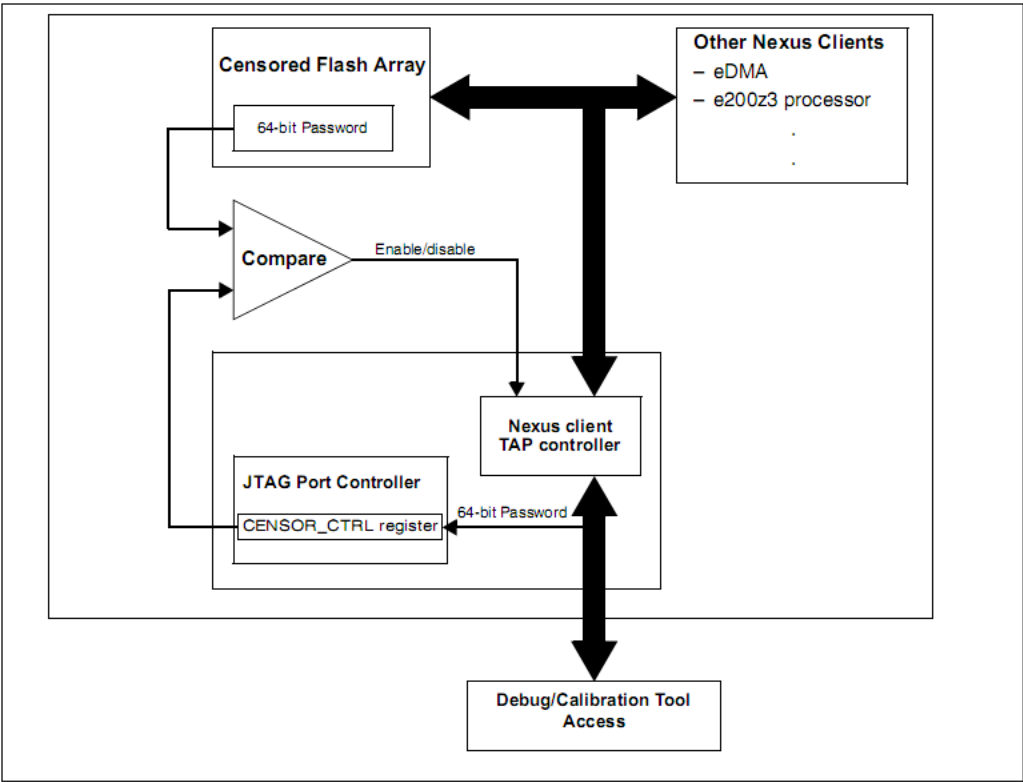 Censored Flash Array
64-bit Password
Other Nexus Clients
– eDMA
– e200z3 processor
.
.
Compare
Enable/disable
Nexus client
TAP controller
JTAG Port Controller
CENSOR_CTRL register
64-bit Password
Debug/Calibration Tool
Access